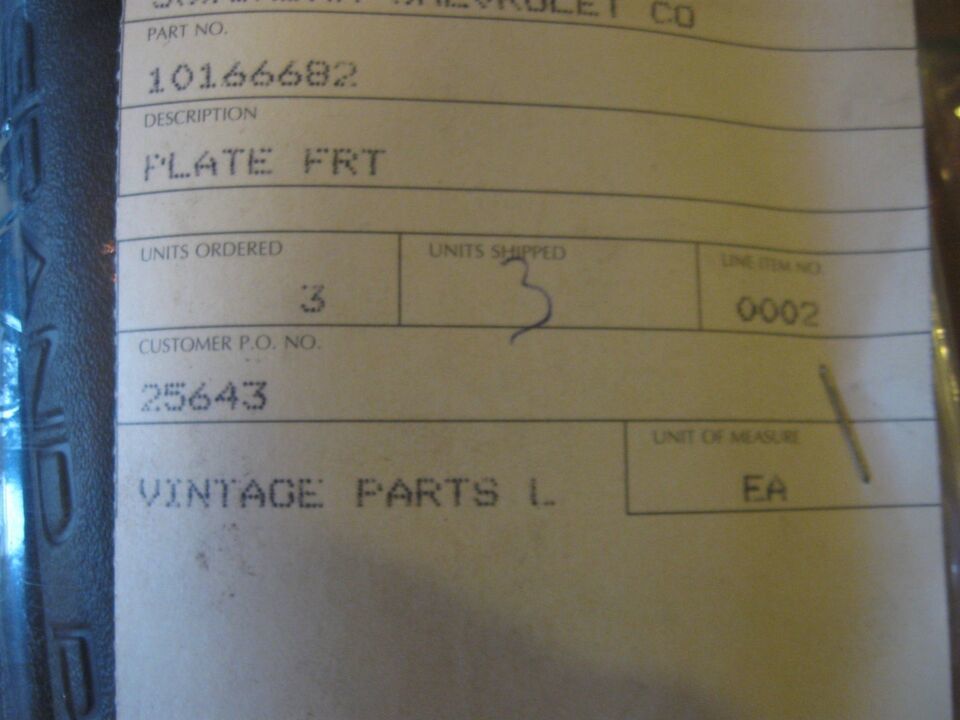 CHEVROLET CO
PART NO.
10166682
DESCRIPTION
PLATE FRT
UNITS ORDERED UNITS SHIPPED LINE ITEM NO.
3 3 0002
CUSTOMER P.O. NO.
25643
UNIT OF MEASURE
VINTAGE PARTS L EA
GRAND P